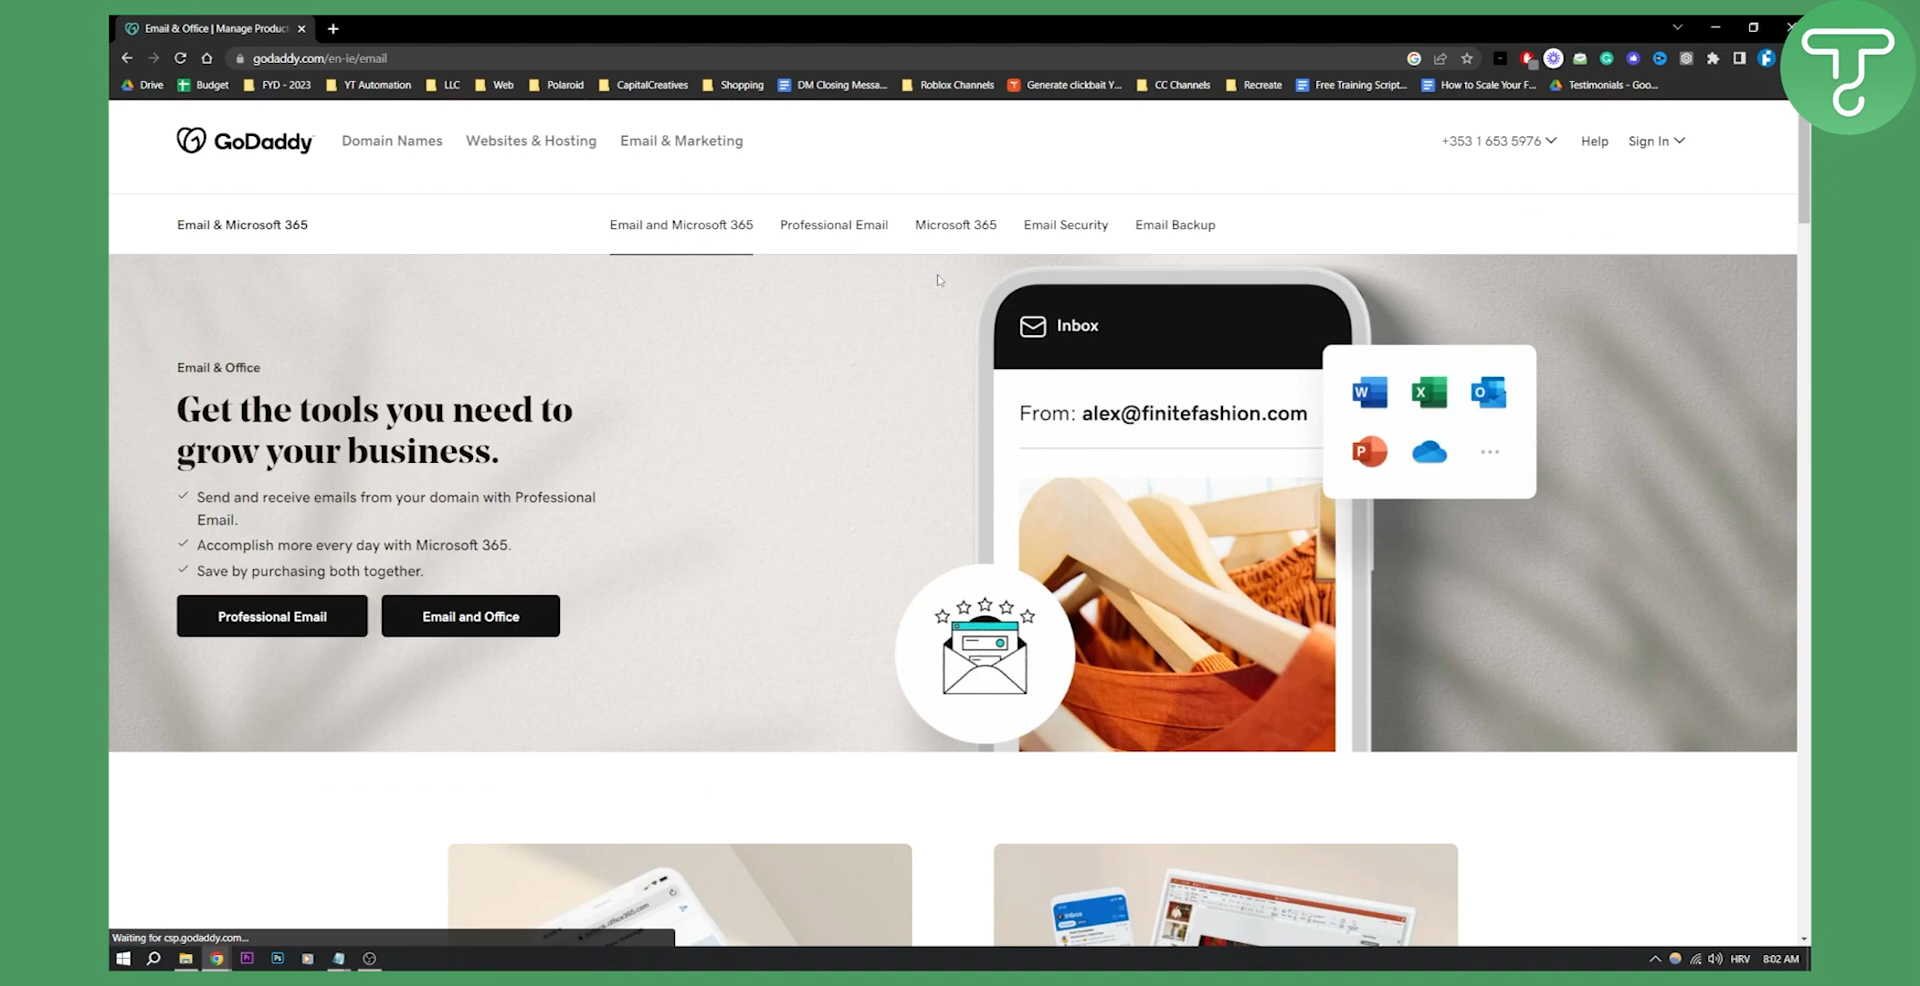 Email & Office | Manage Product
godaddy.com/en-ie/email
Drive Budget FYD - 2023 YT Automation LLC Web Polaroid CapitalCreatives Shopping DM Closing Messa... Roblox Channels Generate clickbait Y... CC Channels Recreate Free Training Script... How to Scale Your F... Testimonials - Goo...
GoDaddy Domain Names Websites & Hosting Email & Marketing +353 1 653 5976 Help Sign In
Email & Microsoft 365 Email and Microsoft 365 Professional Email Microsoft 365 Email Security Email Backup
Inbox
Email & Office
From: alex@finitefashion.com
W X O
P
Get the tools you need to
grow your business.
Send and receive emails from your domain with Professional
Email.
Accomplish more every day with Microsoft 365.
Save by purchasing both together.
Professional Email Email and Office
office365.com
Inbox
Waiting for csp.godaddy.com...
Pr Ps HRV 8:02 AM